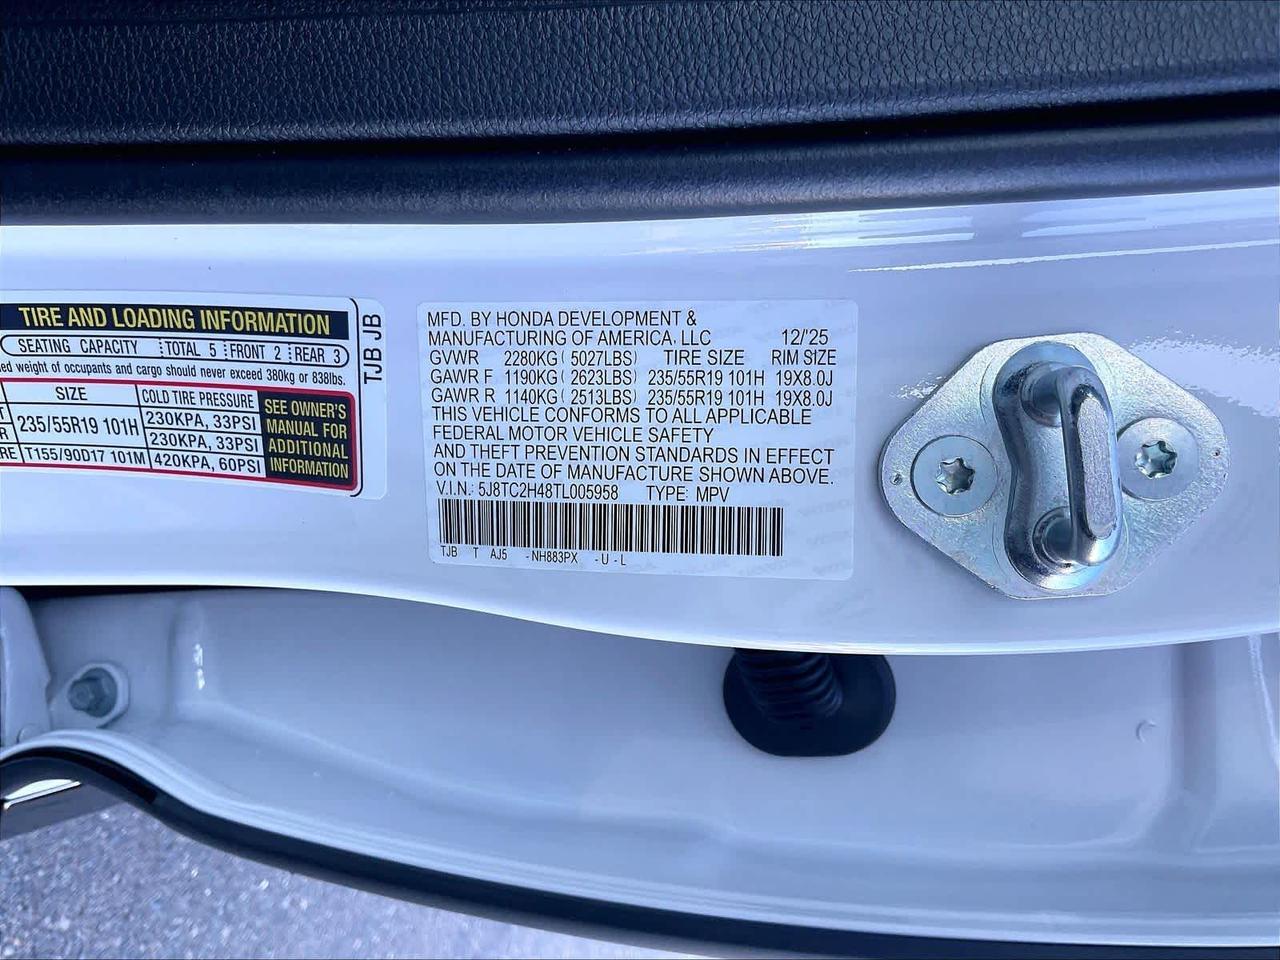 TIRE AND LOADING INFORMATION
SEATING CAPACITY TOTAL 5 FRONT 2 REAR 3
weight of occupants and cargo should never exceed 380kg or 838lbs.
SIZE COLD TIRE PRESSURE
235/55R19 101H 230KPA, 33PSI
230KPA, 33PSI
T155/90D17 101M 420KPA, 60PSI
SEE OWNER'S
MANUAL FOR
ADDITIONAL
INFORMATION
TJB JB
MFD. BY HONDA DEVELOPMENT &
MANUFACTURING OF AMERICA, LLC 12/'25
GVWR 2280KG ( 5027LBS) TIRE SIZE RIM SIZE
GAWR F 1190KG ( 2623LBS) 235/55R19 101H 19X8.0J
GAWR R 1140KG ( 2513LBS) 235/55R19 101H 19X8.0J
THIS VEHICLE CONFORMS TO ALL APPLICABLE
FEDERAL MOTOR VEHICLE SAFETY
AND THEFT PREVENTION STANDARDS IN EFFECT
ON THE DATE OF MANUFACTURE SHOWN ABOVE.
V.I.N.: 5J8TC2H48TL005958 TYPE: MPV
TJB T AJ5 -NH883PX -U -L